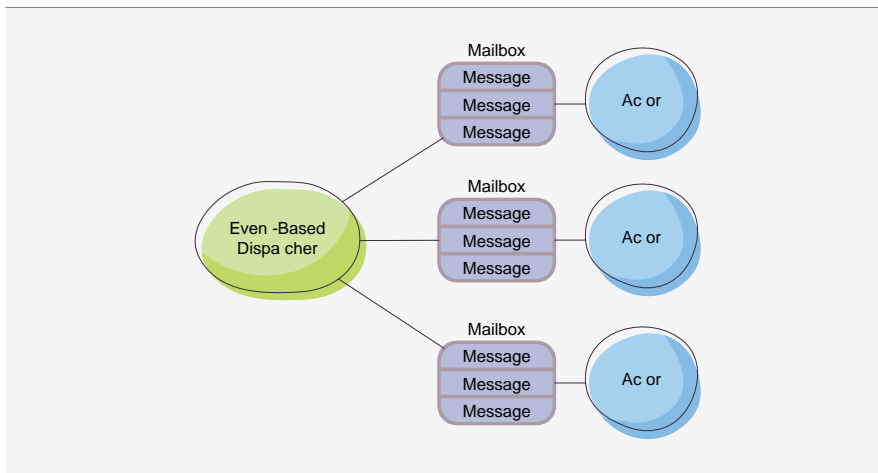 Mailbox
Message
Message
Message
Ac or
Even -Based
Dispa cher
Mailbox
Message
Message
Message
Ac or
Mailbox
Message
Message
Message
Ac or